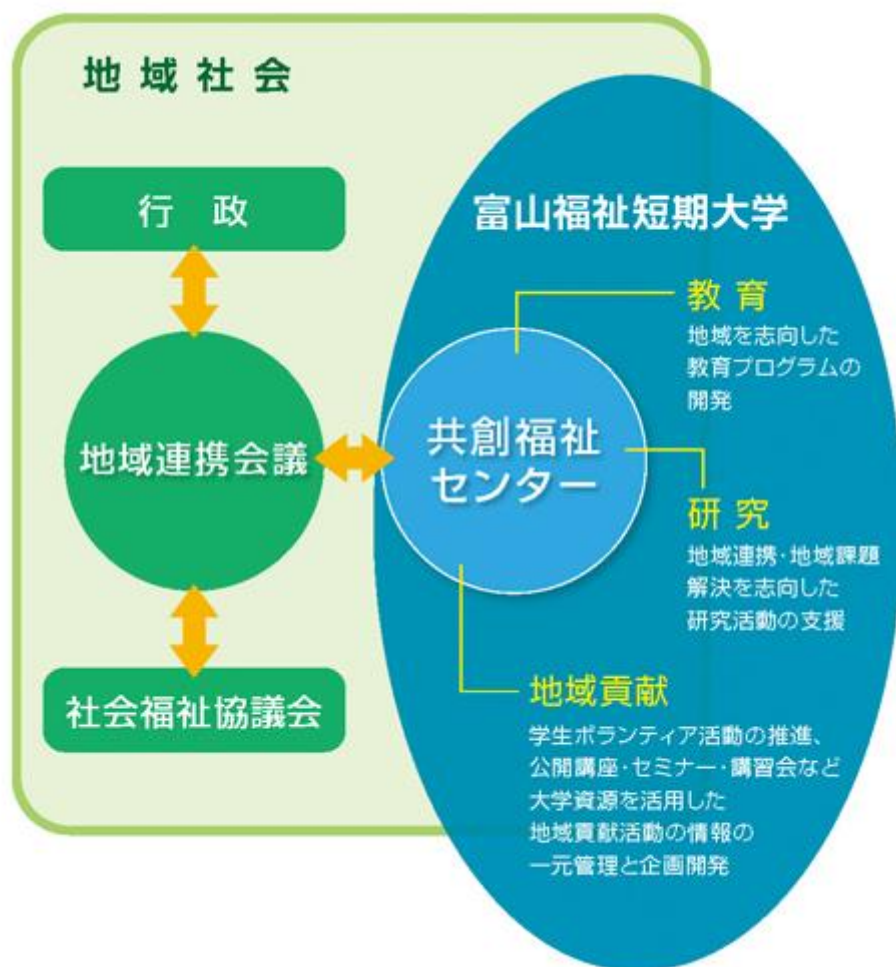 地域社会
行政
地域連携会議
社会福祉協議会
富山福祉短期大学
共創福祉
センター
教育
地域を志向した
教育プログラムの
開発
研究
地域連携・地域課題
解決を志向した
研究活動の支援
地域貢献
学生ボランティア活動の推進、
公開講座・セミナー・講習会など
大学資源を活用した
地域貢献活動の情報の
一元管理と企画開発